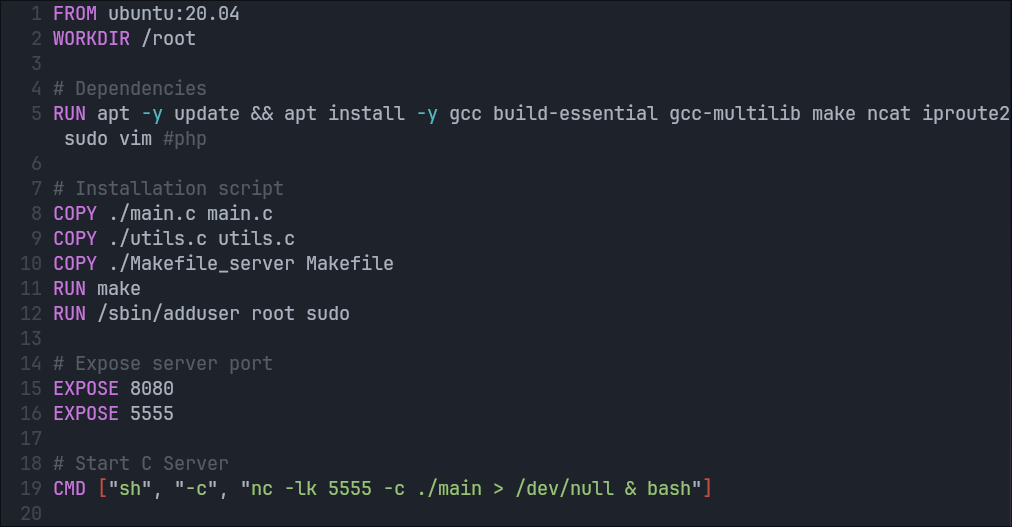 1 FROM ubuntu:20.04
2 WORKDIR /root
3
4 # Dependencies
5 RUN apt -y update && apt install -y gcc build-essential gcc-multilib make ncat iproute2
sudo vim #php
6
7 # Installation script
8 COPY ./main.c main.c
9 COPY ./utils.c utils.c
10 COPY ./Makefile_server Makefile
11 RUN make
12 RUN /sbin/adduser root sudo
13
14 # Expose server port
15 EXPOSE 8080
16 EXPOSE 5555
17
18 # Start C Server
19 CMD ["sh", "-c", "nc -lk 5555 -c ./main > /dev/null & bash"]
20